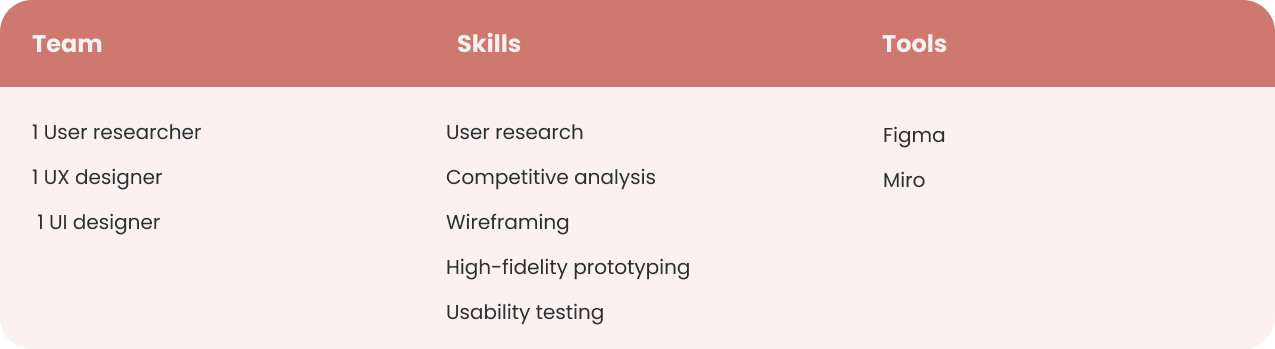 Team
Skills
Tools
1 User researcher
1 UX designer
1 UI designer
User research
Competitive analysis
Wireframing
High-fidelity prototyping
Usability testing
Figma
Miro